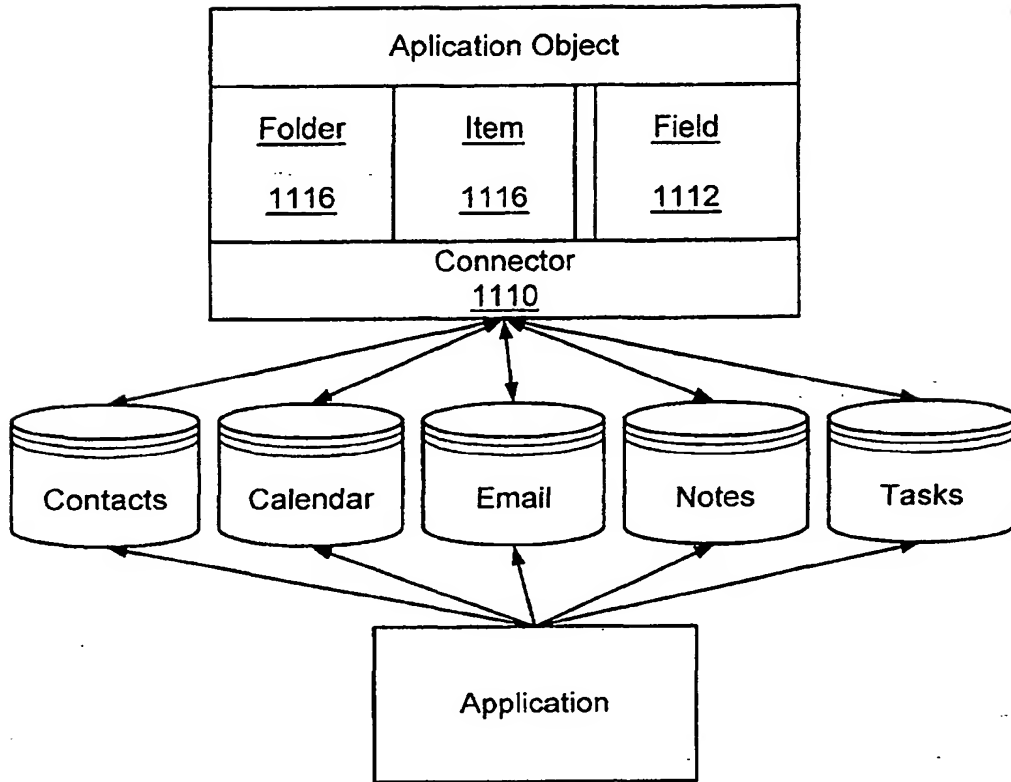 Aplication Object
Folder
Item
Field
1116
1116
1112
Connector
1110
Contacts
Calendar
Email
Notes
Tasks
Application